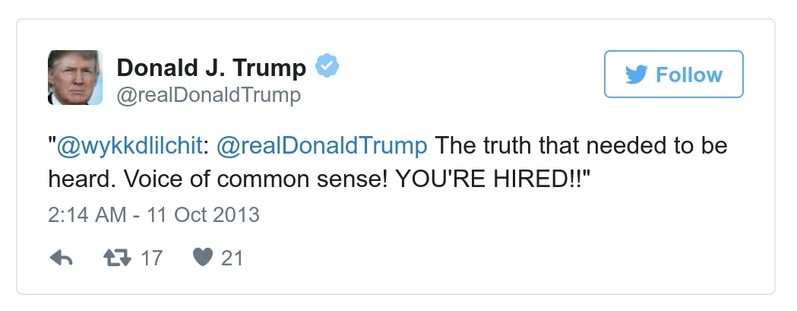 Donald J. Trump
@realDonaldTrump
Follow
"@wykkdlilchit: @realDonaldTrump The truth that needed to be
heard. Voice of common sense! YOU'RE HIRED!!"
2:14 AM - 11 Oct 2013
17 21